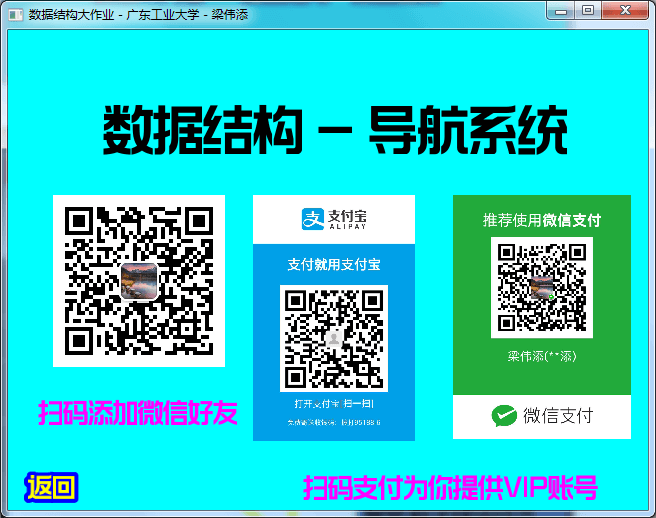 数据结构大作业 - 广东工业大学 - 梁伟添
数据结构 - 导航系统
支付宝
ALIPAY
支付就用支付宝
打开支付宝[扫一扫]
推荐使用微信支付
梁伟添(**添)
微信支付
扫码添加微信好友
返回
扫码支付为你提供VIP账号